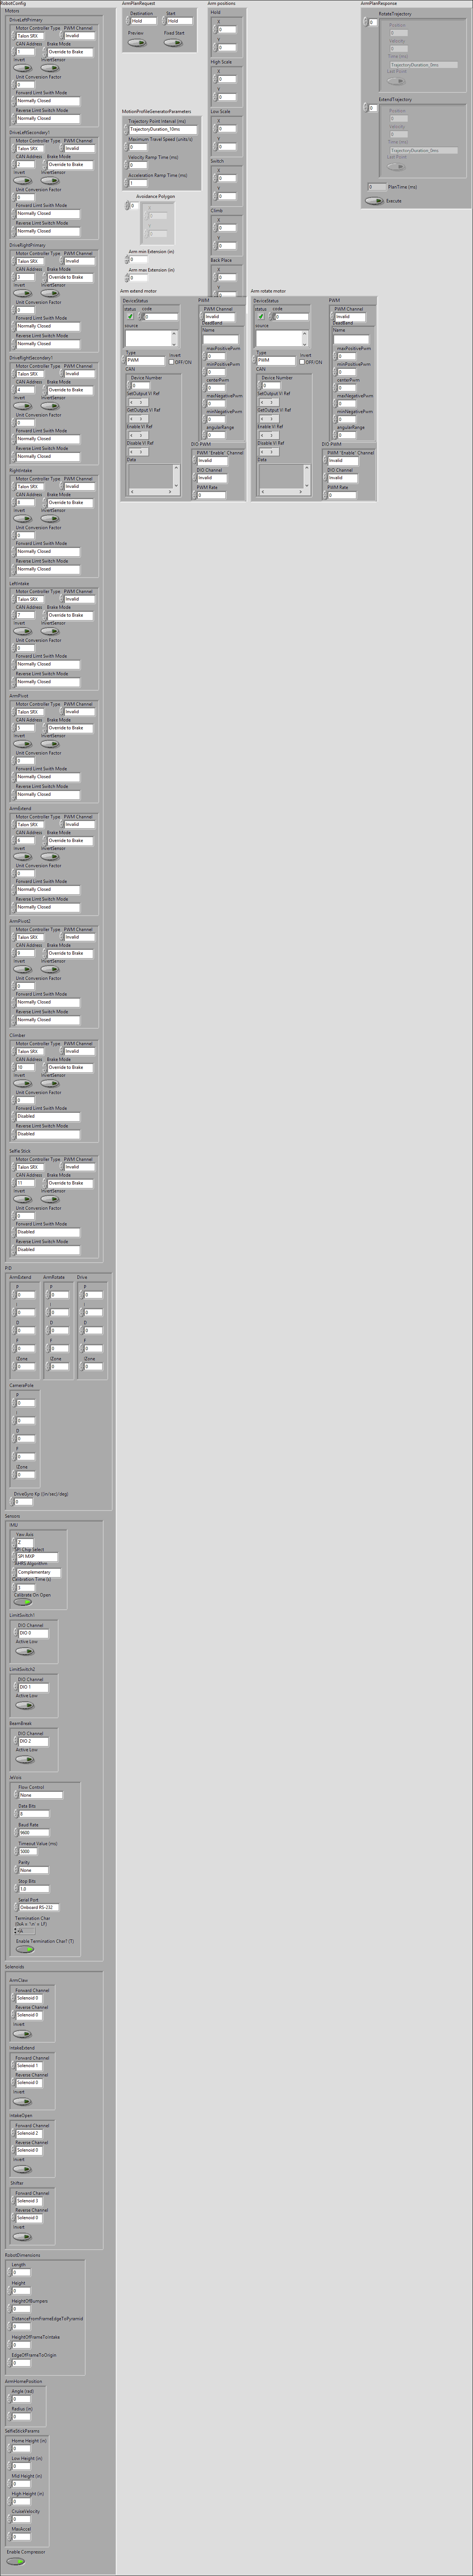 RobotConfig
Motors
DriveLeftPrimary
Motor Controller Type PWM Channel
Talon SRX Invalid
CAN Address Brake Mode
1 Override to Brake
Invert InvertSensor
Unit Conversion Factor
0
Forward Limt Swith Mode
Normally Closed
Reverse Limt Switch Mode
Normally Closed
DriveLeftSecondary1
Motor Controller Type PWM Channel
Talon SRX Invalid
CAN Address Brake Mode
2 Override to Brake
Invert InvertSensor
Unit Conversion Factor
0
Forward Limt Swith Mode
Normally Closed
Reverse Limt Switch Mode
Normally Closed
DriveRightPrimary
Motor Controller Type PWM Channel
Talon SRX Invalid
CAN Address Brake Mode
3 Override to Brake
Invert InvertSensor
Unit Conversion Factor
0
Forward Limt Swith Mode
Normally Closed
Reverse Limt Switch Mode
Normally Closed
DriveRightSecondary1
Motor Controller Type PWM Channel
Talon SRX Invalid
CAN Address Brake Mode
4 Override to Brake
Invert InvertSensor
Unit Conversion Factor
0
Forward Limt Swith Mode
Normally Closed
Reverse Limt Switch Mode
Normally Closed
RightIntake
Motor Controller Type PWM Channel
Talon SRX Invalid
CAN Address Brake Mode
8 Override to Brake
Invert InvertSensor
Unit Conversion Factor
0
Forward Limt Swith Mode
Normally Closed
Reverse Limt Switch Mode
Normally Closed
LeftIntake
Motor Controller Type PWM Channel
Talon SRX Invalid
CAN Address Brake Mode
7 Override to Brake
Invert InvertSensor
Unit Conversion Factor
0
Forward Limt Swith Mode
Normally Closed
Reverse Limt Switch Mode
Normally Closed
ArmPivot
Motor Controller Type PWM Channel
Talon SRX Invalid
CAN Address Brake Mode
5 Override to Brake
Invert InvertSensor
Unit Conversion Factor
0
Forward Limt Swith Mode
Normally Closed
Reverse Limt Switch Mode
Normally Closed
ArmExtend
Motor Controller Type PWM Channel
Talon SRX Invalid
CAN Address Brake Mode
6 Override to Brake
Invert InvertSensor
Unit Conversion Factor
0
Forward Limt Swith Mode
Normally Closed
Reverse Limt Switch Mode
Normally Closed
ArmPivot2
Motor Controller Type PWM Channel
Talon SRX Invalid
CAN Address Brake Mode
9 Override to Brake
Invert InvertSensor
Unit Conversion Factor
0
Forward Limt Swith Mode
Normally Closed
Reverse Limt Switch Mode
Normally Closed
Climber
Motor Controller Type PWM Channel
Talon SRX Invalid
CAN Address Brake Mode
10 Override to Brake
Invert InvertSensor
Unit Conversion Factor
0
Forward Limt Swith Mode
Disabled
Reverse Limt Switch Mode
Disabled
Selfie Stick
Motor Controller Type PWM Channel
Talon SRX Invalid
CAN Address Brake Mode
11 Override to Brake
Invert InvertSensor
Unit Conversion Factor
0
Forward Limt Swith Mode
Disabled
Reverse Limt Switch Mode
Disabled
PID
ArmExtend ArmRotate Drive
P P P
0 0 0
I I I
0 0 0
D D D
0 0 0
F F F
0 0 0
IZone IZone IZone
0 0 0
CameraPole
P
0
I
0
D
0
F
0
IZone
0
DriveGyro Kp ((in/sec)/deg)
0
Sensors
IMU
Yaw Axis
Z
SPI Chip Select
SPI MXP
AHRS Algorithm
Complementary
Calibration Time (s)
3
Calibrate On Open
LimitSwitch1
DIO Channel
DIO 0
Active Low
LimitSwitch2
DIO Channel
DIO 1
Active Low
BeamBreak
DIO Channel
DIO 2
Active Low
Flow Control
None
Data Bits
8
Baud Rate
9600
Timeout Value (ms)
5000
Parity
None
Stop Bits
1.0
Serial Port
Onboard RS-232
Termination Char
(0xA = '\n' = LF)
xA
Enable Termination Char? (T)
Solenoids
ArmClaw
Forward Channel
Solenoid 0
Reverse Channel
Solenoid 0
Invert
IntakeExtend
Forward Channel
Solenoid 1
Reverse Channel
Solenoid 0
Invert
IntakeOpen
Forward Channel
Solenoid 2
Reverse Channel
Solenoid 0
Invert
Shifter
Forward Channel
Solenoid 3
Reverse Channel
Solenoid 0
Invert
RobotDimensions
Length
0
Height
0
HeightOfBumpers
0
DistanceFromFrameEdgeToPyramid
0
HeightOfFrameToIntake
0
EdgeOfFrameToOrigin
0
ArmHomePosition
Angle (rad)
0
Radius (in)
0
SelfieStickParams
Home Height (in)
0
Low Height (in)
0
Mid Height (in)
0
High Height (in)
0
CruiseVelocity
0
MaxAccel
0
Enable Compressor
ArmPlanRequest
Destination Start
Hold Hold
Preview Fixed Start
MotionProfileGeneratorParameters
Trajectory Point interval (ms)
TrajectoryDuration_10ms
Maximum Travel Speed (units/s)
0
Velocity Ramp Time (ms)
0
Acceleration Ramp Time (ms)
1
Avoidance Polygon
0
Arm min Extension (in)
0
Arm max Extension (in)
0
Arm positions
Hold
X
0
Y
0
High Scale
X
0
Y
0
Low Scale
X
0
Y
0
Switch
X
0
Y
0
Climb
X
0
Y
0
Back Place
X
0
Y
0
Arm extend motor
DeviceStatus
status code
0
source
Type Invert
PWM OFF/ON
CAN
Device Number
0
SetOutput VI Ref
GetOutput VI Ref
Enable VI Ref
Disable VI Ref
Data
PWM
PWM Channel
Invalid
DeadBand
Name
maxPositivePwm
0
minPositivePwm
0
centerPwm
0
maxNegativePwm
0
minNegativePwm
0
angularRange
0
DIO PWM
PWM "Enable" Channel
Invalid
DIO Channel
Invalid
PWM Rate
0
Arm rotate motor
DeviceStatus
status code
0
source
Type Invert
PWM OFF/ON
CAN
Device Number
0
SetOutput VI Ref
GetOutput VI Ref
Enable VI Ref
Disable VI Ref
Data
PWM
PWM Channel
Invalid
DeadBand
Name
maxPositivePwm
0
minPositivePwm
0
centerPwm
0
maxNegativePwm
0
minNegativePwm
0
angularRange
0
DIO PWM
PWM "Enable" Channel
Invalid
DIO Channel
Invalid
PWM Rate
0
ArmPlanResponse
RotateTrajectory
0
Position
0
Velocity
0
Time (ms)
TrajectoryDuration_0ms
Last Point
ExtendTrajectory
0
Position
0
Velocity
0
Time (ms)
TrajectoryDuration_0ms
Last Point
0 PlanTime (ms)
Execute